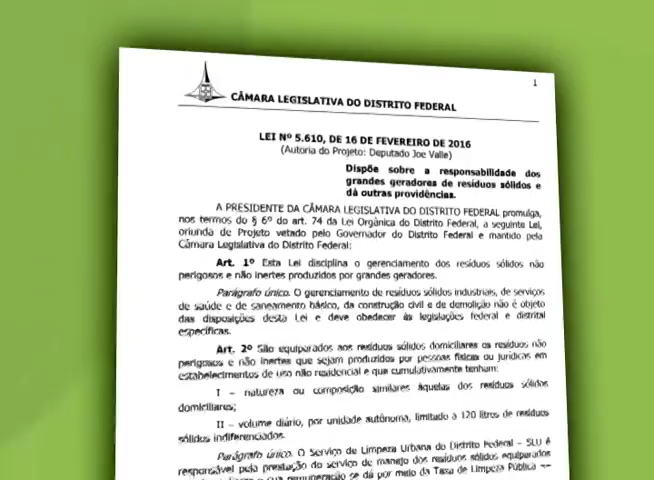 1
CÂMARA LEGISLATIVA DO DISTRITO FEDERAL
LEI Nº 5.610, DE 16 DE FEVEREIRO DE 2016
(Autoria do Projeto: Deputado Joe Valle)
Dispõe sobre a responsabilidade dos
grandes geradores de resíduos sólidos e
dá outras providências.
A PRESIDENTE DA CÂMARA LEGISLATIVA DO DISTRITO FEDERAL promulga,
nos termos do § 6º do art. 74 da Lei Orgânica do Distrito Federal, a seguinte Lei,
oriunda de Projeto vetado pelo Governador do Distrito Federal e mantido pela
Câmara Legislativa do Distrito Federal:
Art. 1º Esta Lei disciplina o gerenciamento dos resíduos sólidos não
perigosos e não inertes produzidos por grandes geradores.
Parágrafo único. O gerenciamento de resíduos sólidos industriais, de serviços
de saúde e de saneamento básico, da construção civil e de demolição não é objeto
das disposições desta Lei e deve obedecer às legislações federal e distrital
específicas.
Art. 2º São equiparados aos resíduos sólidos domiciliares os resíduos não
perigosos e não inertes que sejam produzidos por pessoas físicas ou jurídicas em
estabelecimentos de uso não residencial e que cumulativamente tenham:
I – natureza ou composição similares àquelas dos resíduos sólidos
domiciliares;
II – volume diário, por unidade autônoma, limitado a 120 litros de resíduos
sólidos indiferenciados.
Parágrafo único. O Serviço de Limpeza Urbana do Distrito Federal – SLU é
responsável pela prestação do serviço de manejo dos resíduos sólidos equiparados
remuneração se dá por meio da Taxa de Limpeza Pública —